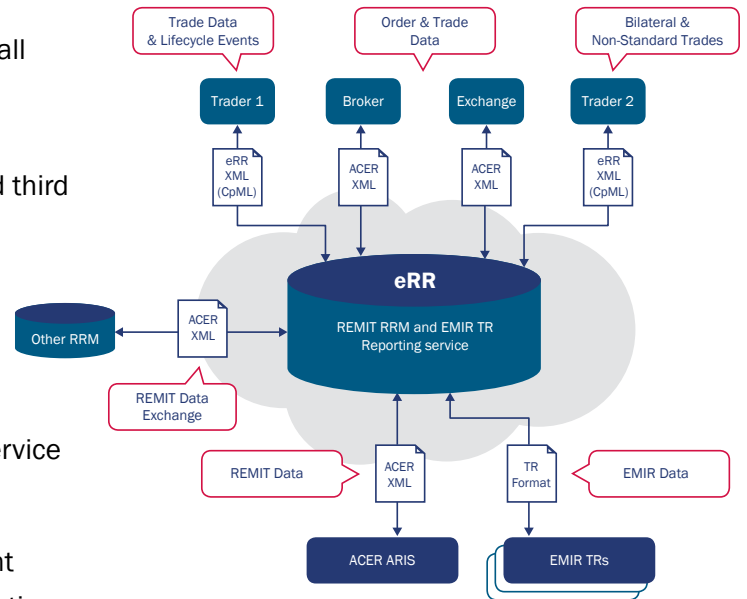 all
d third
ervice
nt
Trade Data
& Lifecycle Events
Order & Trade
Data
Bilateral &
Non-Standard Trades
Trader 1
Broker
Exchange
Trader 2
eRR
XML
(CpML)
ACER
XML
ACER
XML
eRR
XML
(CpML)
eRR
REMIT RRM and EMIR TR
Reporting service
Other RRM
ACER
XML
REMIT Data
Exchange
REMIT Data
ACER
XML
TR
Format
EMIR Data
ACER ARIS
EMIR TRs